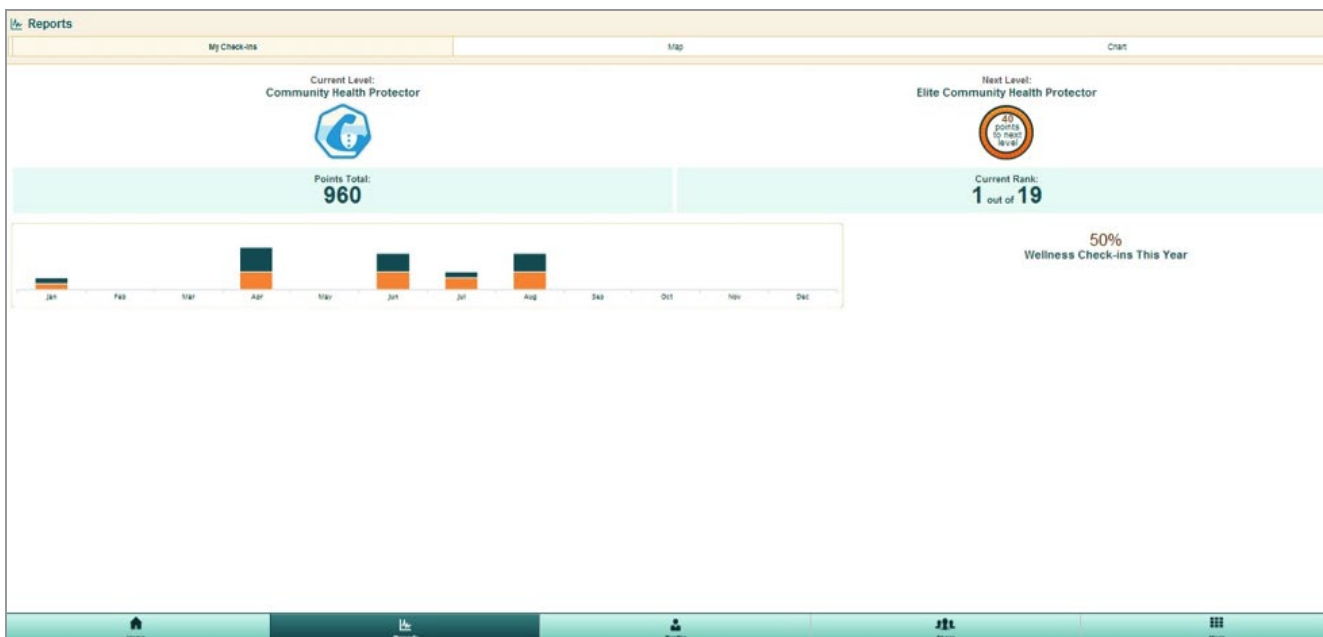 Reports
My Check-ins
Map
Chart
Current Level:
Community Health Protector
Next Level:
Elite Community Health Protector
40
points
to next
level
Points Total:
960
Current Rank:
1 out of 19
50%
Wellness Check-ins This Year
Jan Feb Mar Apr May Jun Jul Aug Sep Oct Nov Dec